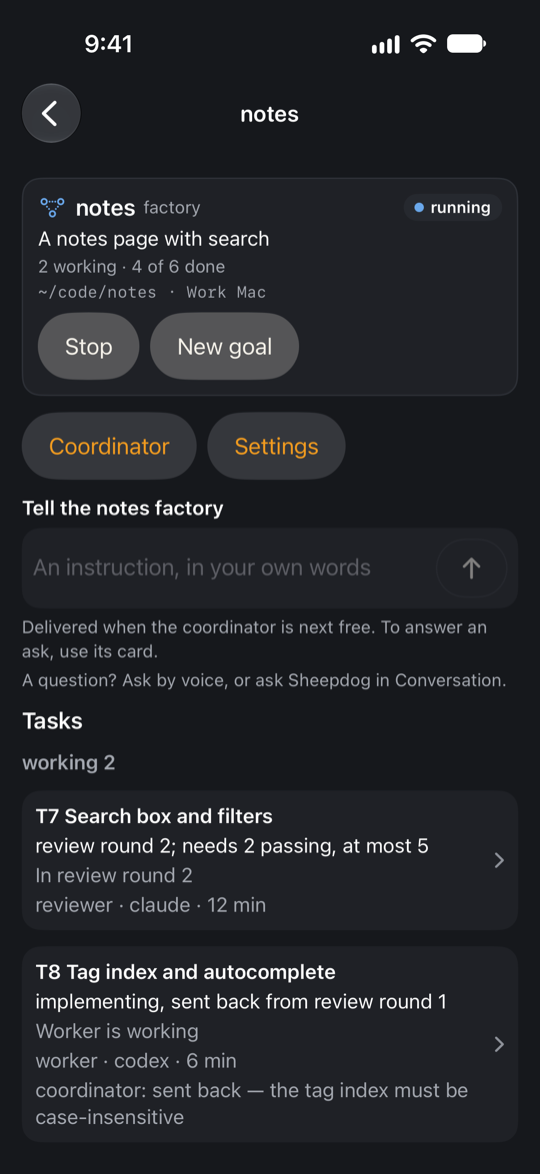 9:41
notes
notes factory running
A notes page with search
2 working · 4 of 6 done
~/code/notes · Work Mac
Stop New goal
Coordinator Settings
Tell the notes factory
An instruction, in your own words
Delivered when the coordinator is next free. To answer an
ask, use its card.
A question? Ask by voice, or ask Sheepdog in Conversation.
Tasks
working 2
T7 Search box and filters
review round 2; needs 2 passing, at most 5
In review round 2
reviewer · claude · 12 min
T8 Tag index and autocomplete
implementing, sent back from review round 1
Worker is working
worker · codex · 6 min
coordinator: sent back — the tag index must be
case-insensitive